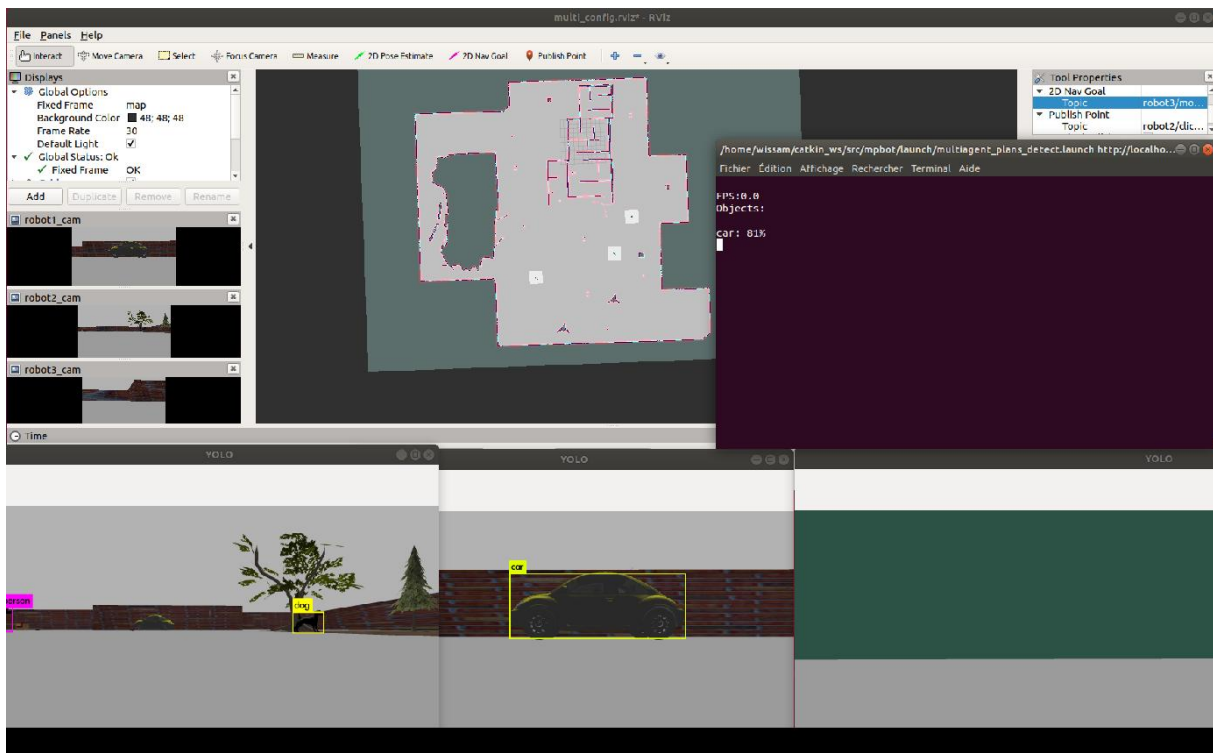 multi_config.rviz* - RViz
File Panels Help
Interact Move Camera Select Focus Camera Measure 2D Pose Estimate 2D Nav Goal Publish Point
Displays
Global Options
Fixed Frame map
Background Color 48; 48; 48
Frame Rate 30
Default Light
Global Status: Ok
Fixed Frame OK
Add Duplicate Remove Rename
robot1_cam
robot2_cam
robot3_cam
Time
Tool Properties
2D Nav Goal
Topic robot3/mo...
Publish Point
Topic robot2/clic...
/home/wissam/catkin_ws/src/mpbot/launch/multiagent_plans_detect.launch http://localho...
Fichier Édition Affichage Rechercher Terminal Aide
FPS:0.0
Objects:
car: 81%
YOLO
erson
dog
YOLO
car
YOLO